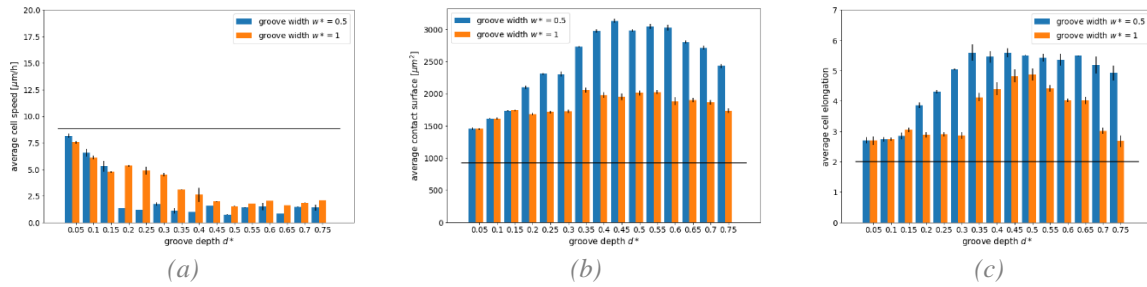 20.0
17.5
15.0
12.5
10.0
7.5
5.0
2.5
0.0
average cell speed [μm/h]
groove width w* = 0.5
groove width w* = 1
0.05 0.1 0.15 0.2 0.25 0.3 0.35 0.4 0.45 0.5 0.55 0.6 0.65 0.7 0.75
groove depth d*
(a)
3000
2500
2000
1500
1000
500
0
average contact surface [μm²]
groove width w* = 0.5
groove width w* = 1
0.05 0.1 0.15 0.2 0.25 0.3 0.35 0.4 0.45 0.5 0.55 0.6 0.65 0.7 0.75
groove depth d*
(b)
7
6
5
4
3
2
1
0
average cell elongation
groove width w* = 0.5
groove width w* = 1
0.05 0.1 0.15 0.2 0.25 0.3 0.35 0.4 0.45 0.5 0.55 0.6 0.65 0.7 0.75
groove depth d*
(c)